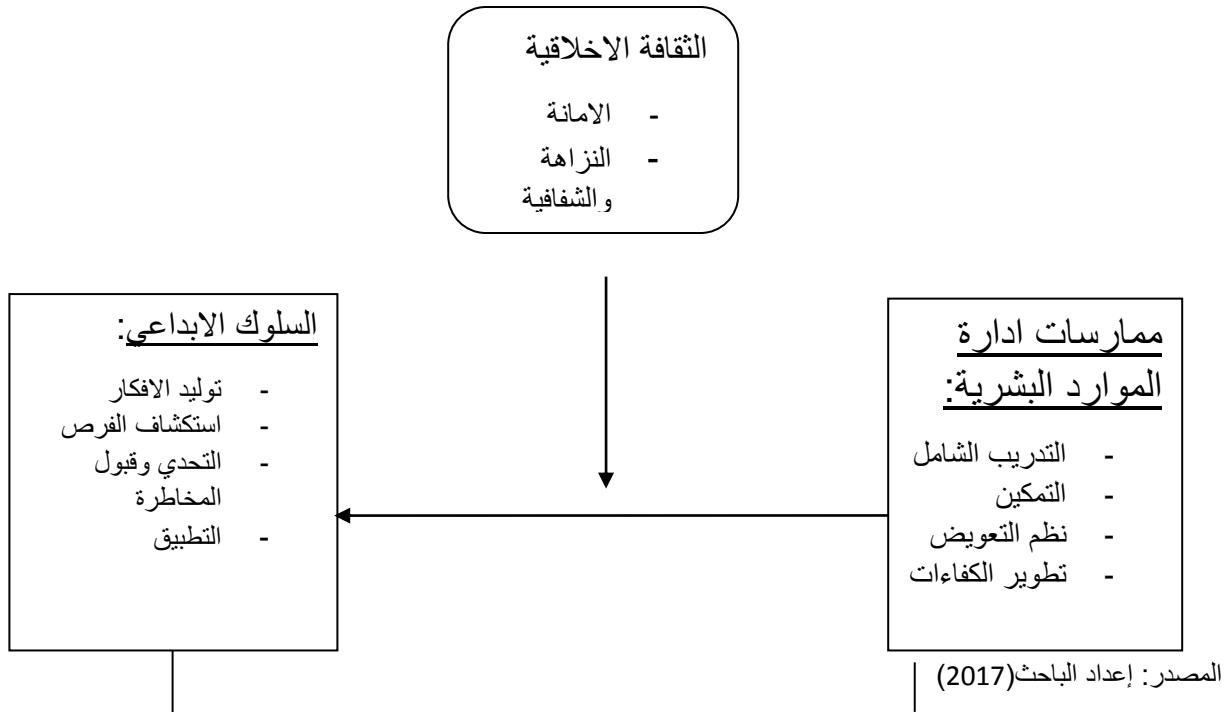 الثقافة الاخلاقية
- الامانة
- النزاهة
والشفافية
ممارسات ادارة
الموارد البشرية:
- التدريب الشامل
- التمكين
- نظم التعويض
- تطوير الكفاءات
السلوك الابداعي:
- توليد الافكار
- استكشاف الفرص
- التحدي وقبول
المخاطرة
- التطبيق
المصدر: إعداد الباحث(2017)